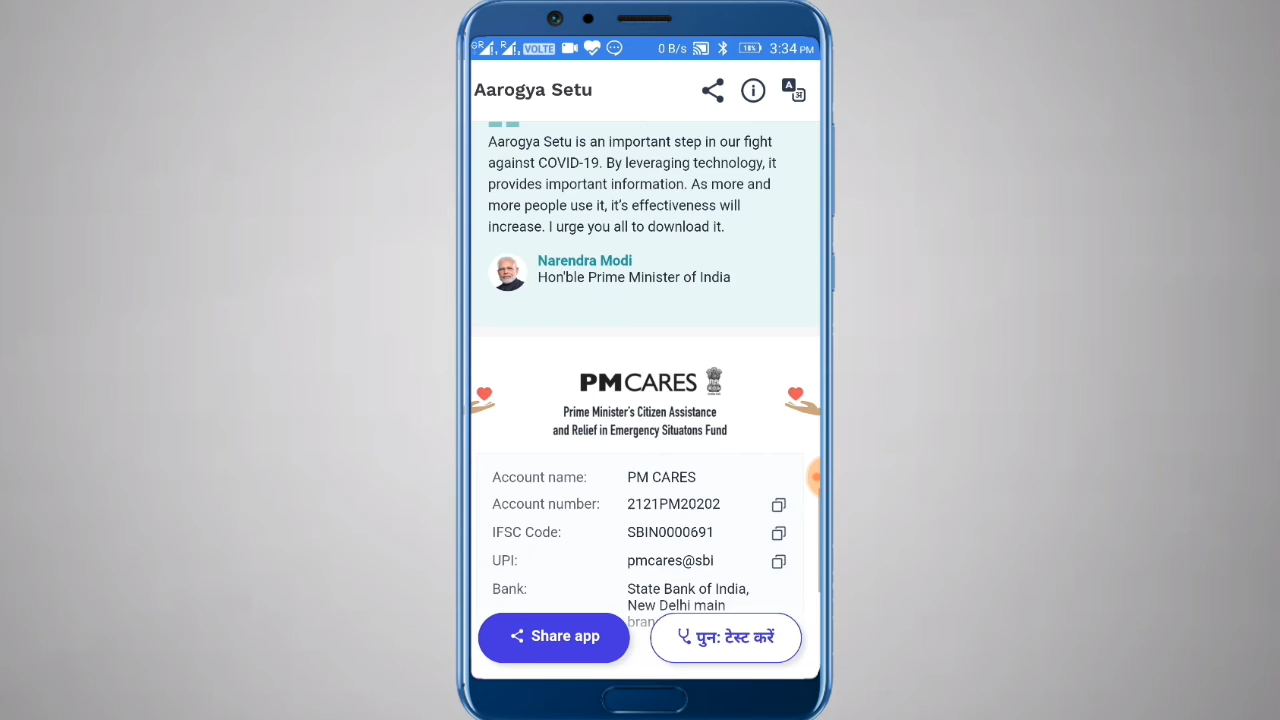 GR R VOLTE 0 B/s 18% 3:34 PM
Aarogya Setu
A अ
Aarogya Setu is an important step in our fight
against COVID-19. By leveraging technology, it
provides important information. As more and
more people use it, it's effectiveness will
increase. I urge you all to download it.
Narendra Modi
Hon'ble Prime Minister of India
PM CARES
Prime Minister's Citizen Assistance
and Relief in Emergency Situatons Fund
Account name: PM CARES
Account number: 2121PM20202
IFSC Code: SBIN0000691
UPI: pmcares@sbi
Bank: State Bank of India,
New Delhi main
Share app पुन: टेस्ट करें